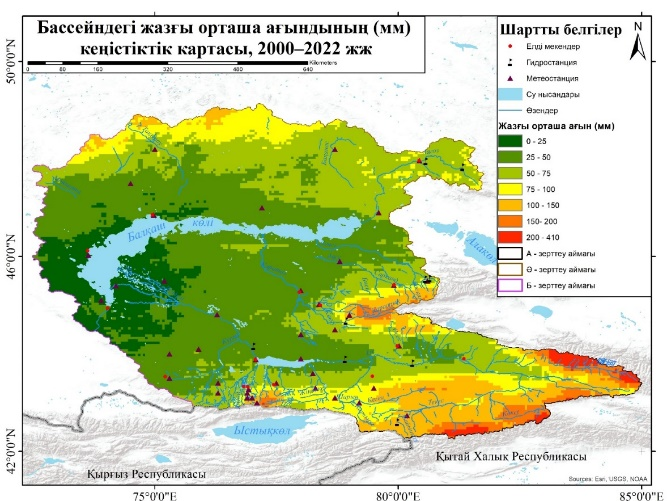 Бассейндегі жазғы орташа ағындының (мм)
кеңістіктік картасы, 2000–2022 жж
0 80 160 320 480 640 Kilometers
Шартты белгілер
N
Елді мекендер
Гидростанция
Метеостанция
Су нысандары
Өзендер
Жазғы орташа ағын (мм)
0 - 25
25 - 50
50 - 75
75 - 100
100 - 150
150- 200
200 - 410
А - зерттеу аймағы
Ә - зерттеу аймағы
Б - зерттеу аймағы
50°0'0"N
46°0'0"N
42°0'0"N
Балқаш көлі
Алакөл
Ыстықкөл
Қырғыз Республикасы
Қытай Халық Республикасы
Sources: Esri, USGS, NOAA
75°0'0"E
80°0'0"E
85°0'0"E